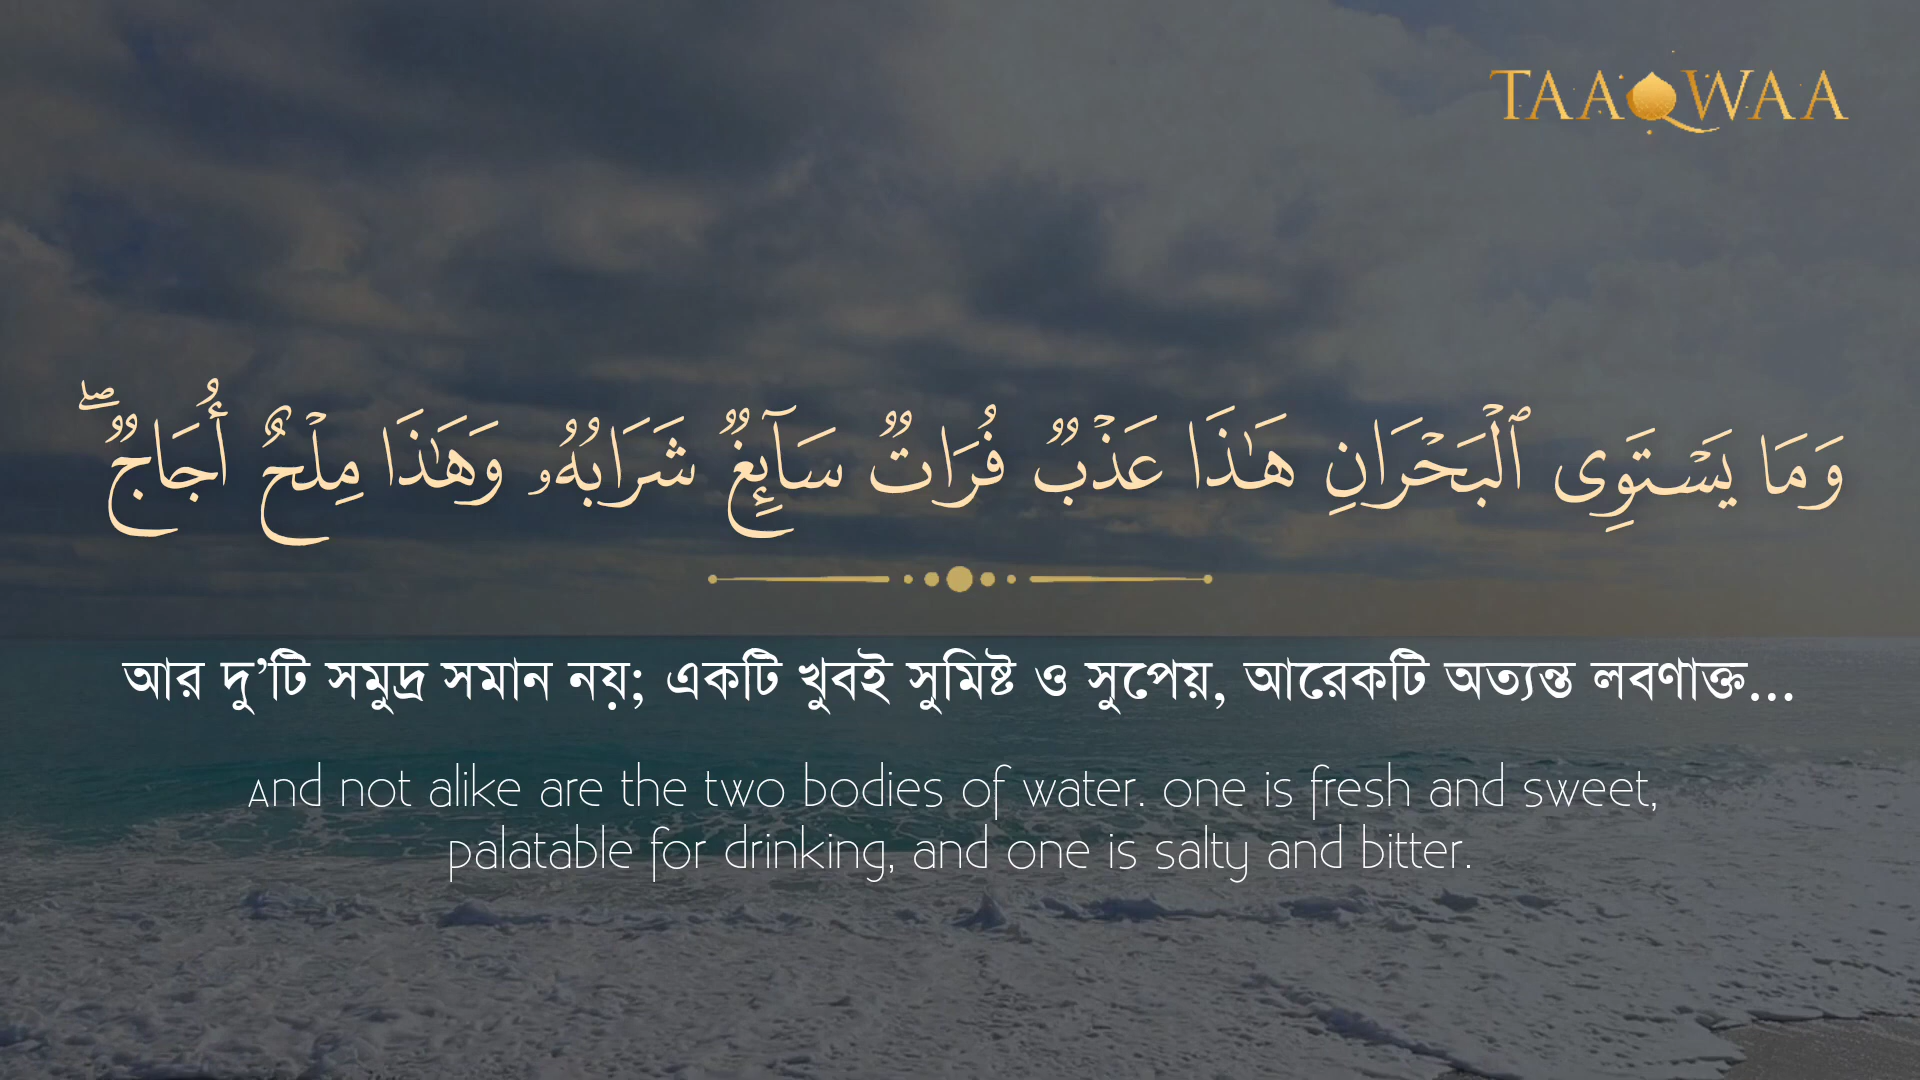 TAAQWAA
وَمَا يَسْتَوِى ٱلْبَحْرَانِ هَـٰذَا عَذْبٌ فُرَاتٌ سَآئِغٌ شَرَابُهُۥ وَهَـٰذَا مِلْحٌ أُجَاجٌ ۖ
আর দু’টি সমুদ্র সমান নয়; একটি খুবই সুমিষ্ট ও সুপেয়, আরেকটি অত্যন্ত লবণাক্ত...
And not alike are the two bodies of water. one is fresh and sweet,
palatable for drinking, and one is salty and bitter.